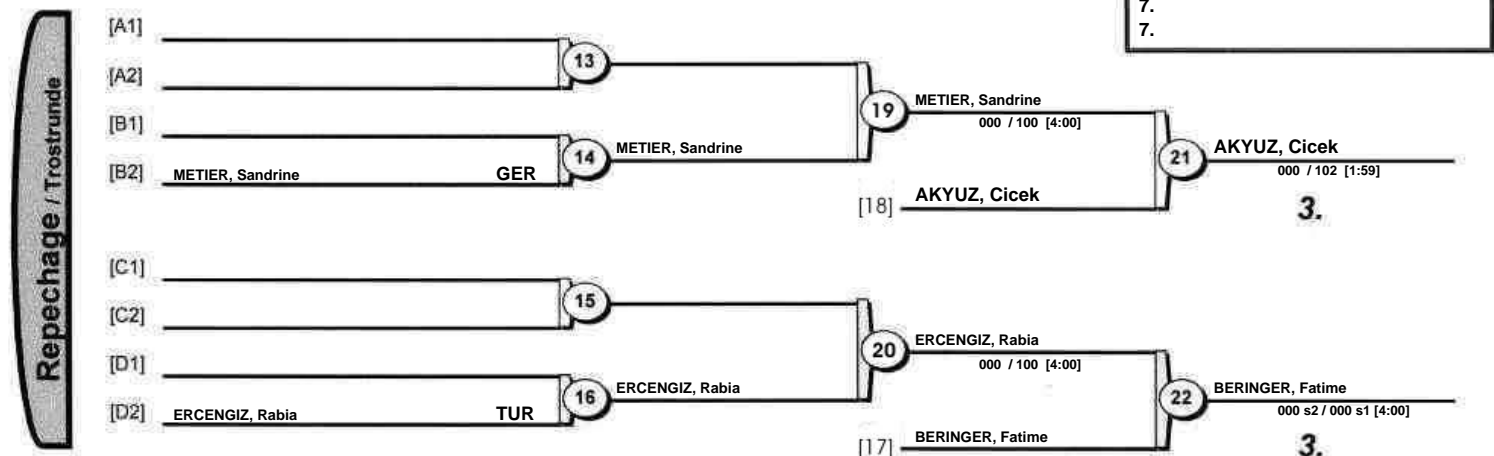 7.
7.
Repechage / Trostrunde
[A1]
13
[A2]
19
METIER, Sandrine
000 / 100 [4:00]
[B1]
14
METIER, Sandrine
21
AKYUZ, Cicek
000 / 102 [1:59]
[B2] METIER, Sandrine GER
[18] AKYUZ, Cicek
3.
[C1]
15
[C2]
20
ERCENGIZ, Rabia
000 / 100 [4:00]
[D1]
16
ERCENGIZ, Rabia
22
BERINGER, Fatime
000 s2 / 000 s1 [4:00]
[D2] ERCENGIZ, Rabia TUR
[17] BERINGER, Fatime
3.